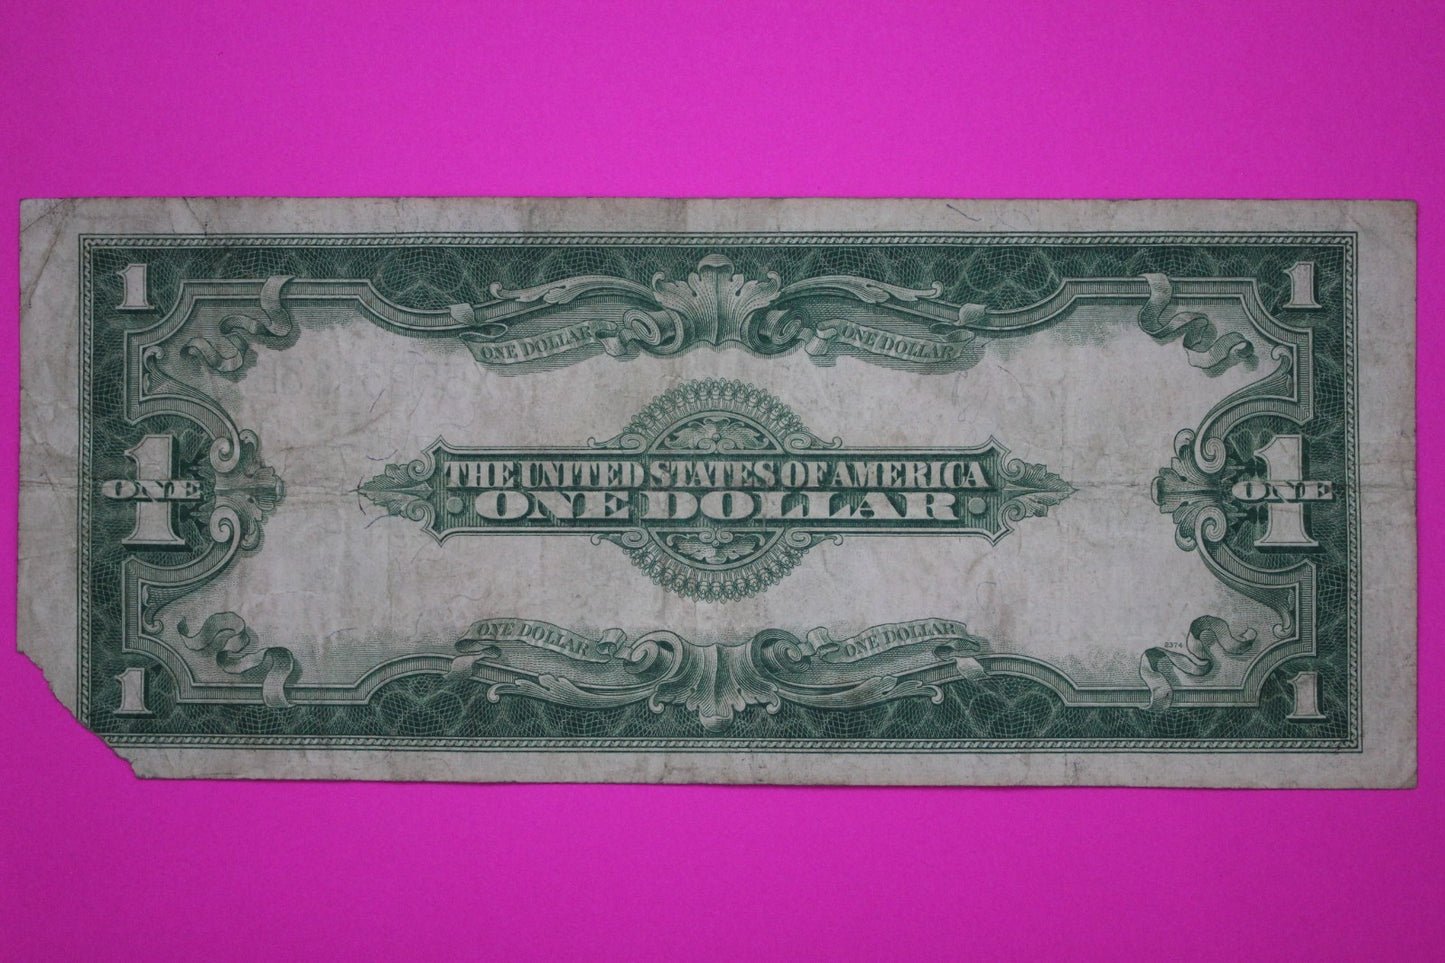 1 1
ONE DOLLAR ONE DOLLAR
THE UNITED STATES OF AMERICA
1 ONE ONE DOLLAR 1 ONE
ONE DOLLAR ONE DOLLAR
2374
1 1